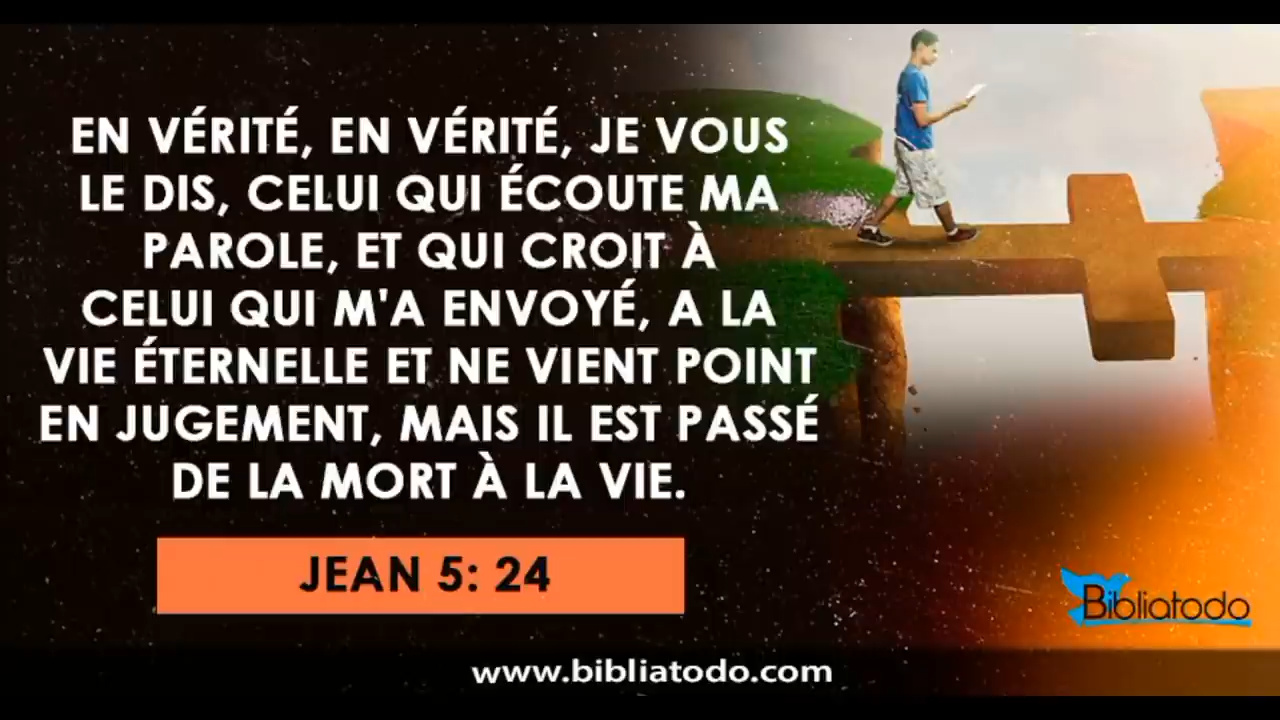 EN VÉRITÉ, EN VÉRITÉ, JE VOUS
LE DIS, CELUI QUI ÉCOUTE MA
PAROLE, ET QUI CROIT À
CELUI QUI M'A ENVOYÉ, A LA
VIE ÉTERNELLE ET NE VIENT POINT
EN JUGEMENT, MAIS IL EST PASSÉ
DE LA MORT À LA VIE.
JEAN 5: 24
Bibliatodo
www.bibliatodo.com